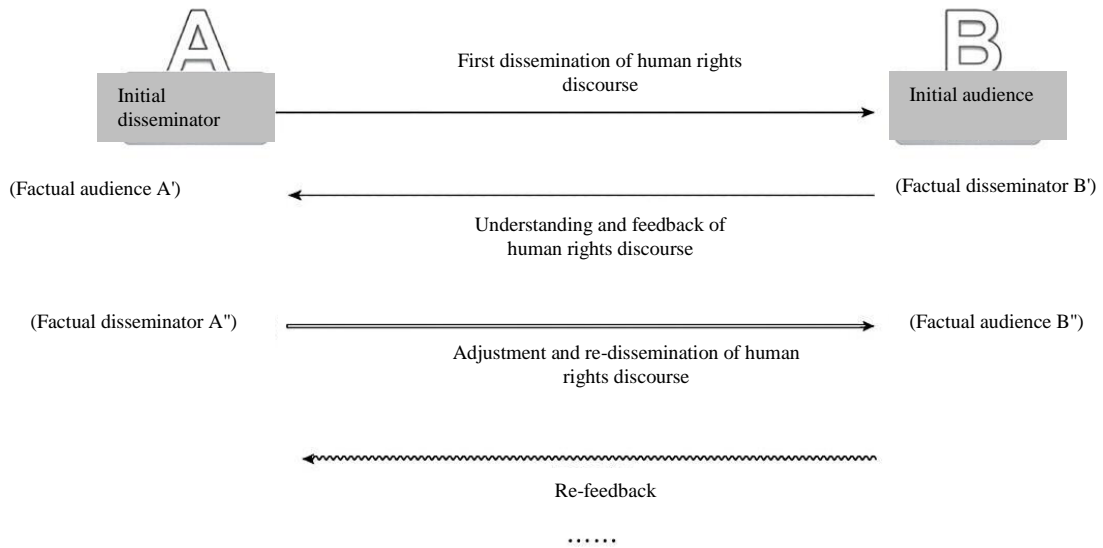 A
B
First dissemination of human rights
discourse
Initial
disseminator
Initial audience
(Factual audience A')
(Factual disseminator B')
Understanding and feedback of
human rights discourse
(Factual disseminator A'')
(Factual audience B'')
Adjustment and re-dissemination of human
rights discourse
Re-feedback
……